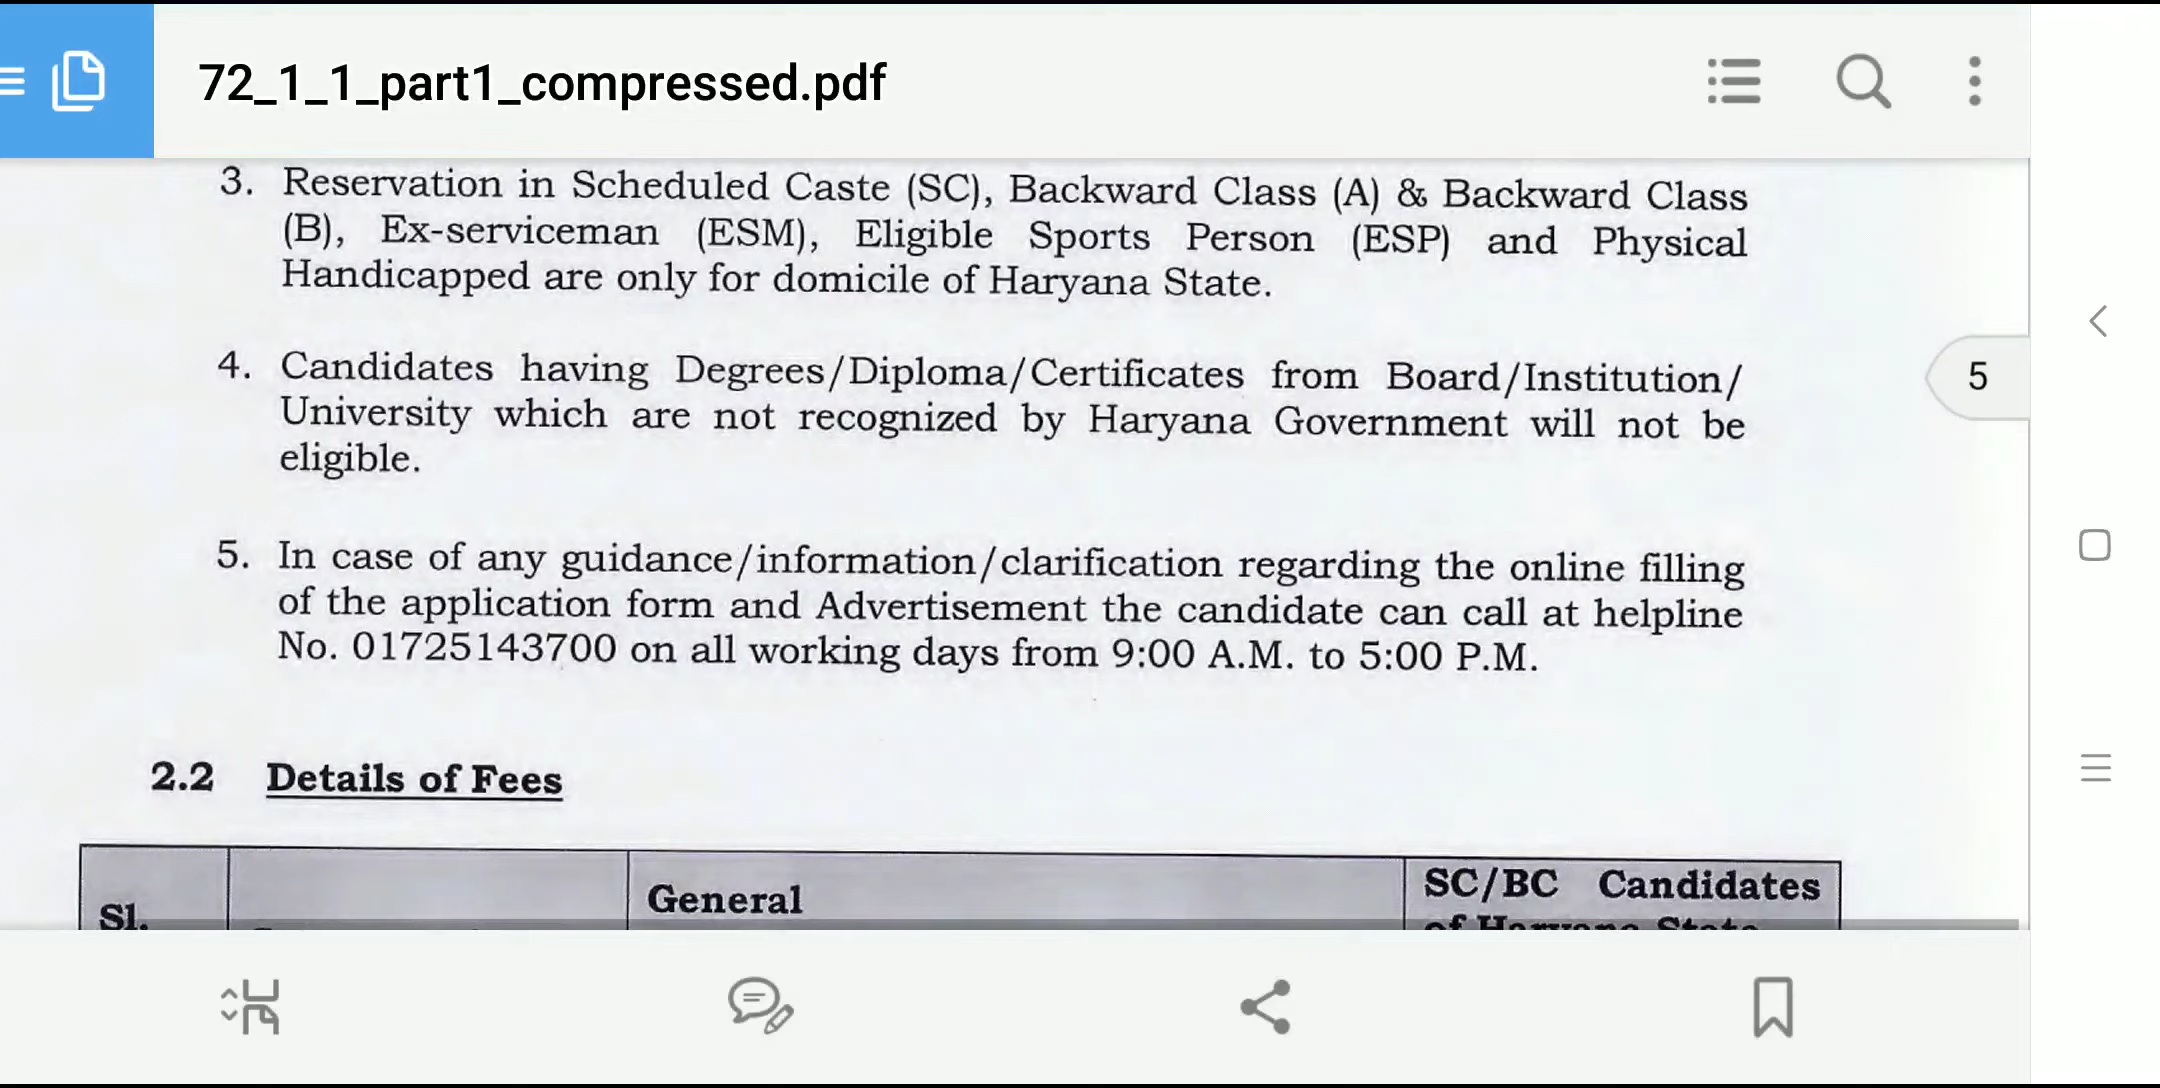 72_1_1_part1_compressed.pdf
3. Reservation in Scheduled Caste (SC), Backward Class (A) & Backward Class
(B), Ex-serviceman (ESM), Eligible Sports Person (ESP) and Physical
Handicapped are only for domicile of Haryana State.
5
4. Candidates having Degrees/Diploma/Certificates from Board/Institution/
University which are not recognized by Haryana Government will not be
eligible.
5. In case of any guidance/information/clarification regarding the online filling
of the application form and Advertisement the candidate can call at helpline
No. 01725143700 on all working days from 9:00 A.M. to 5:00 P.M.
2.2 Details of Fees
Sl. General SC/BC Candidates
of Haryana State